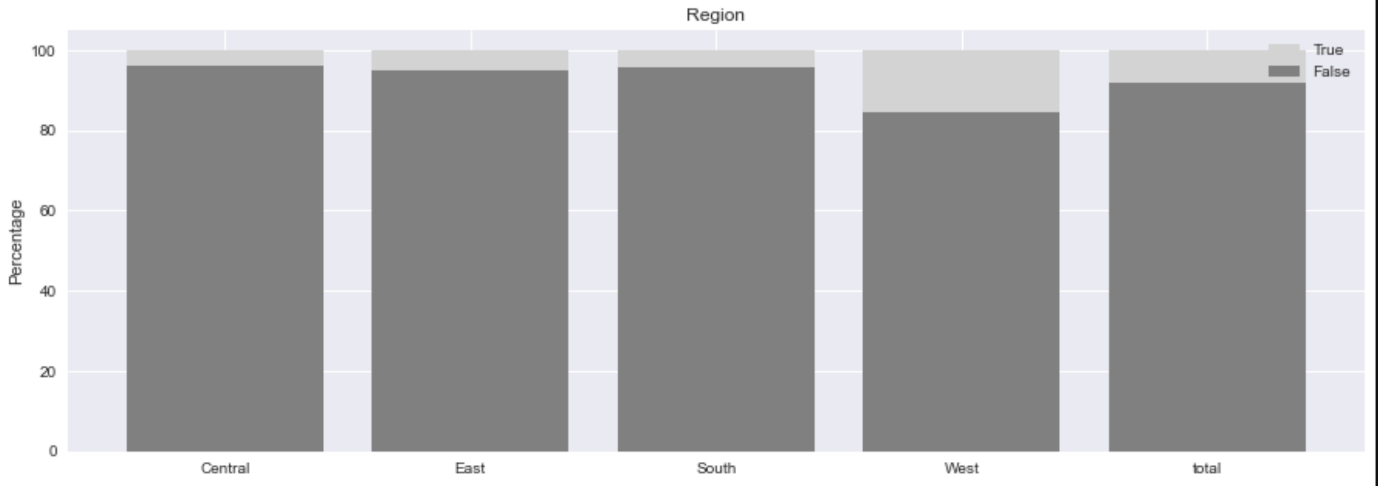 Region
100
True
False
80
60
Percentage
40
20
0
Central East South West total